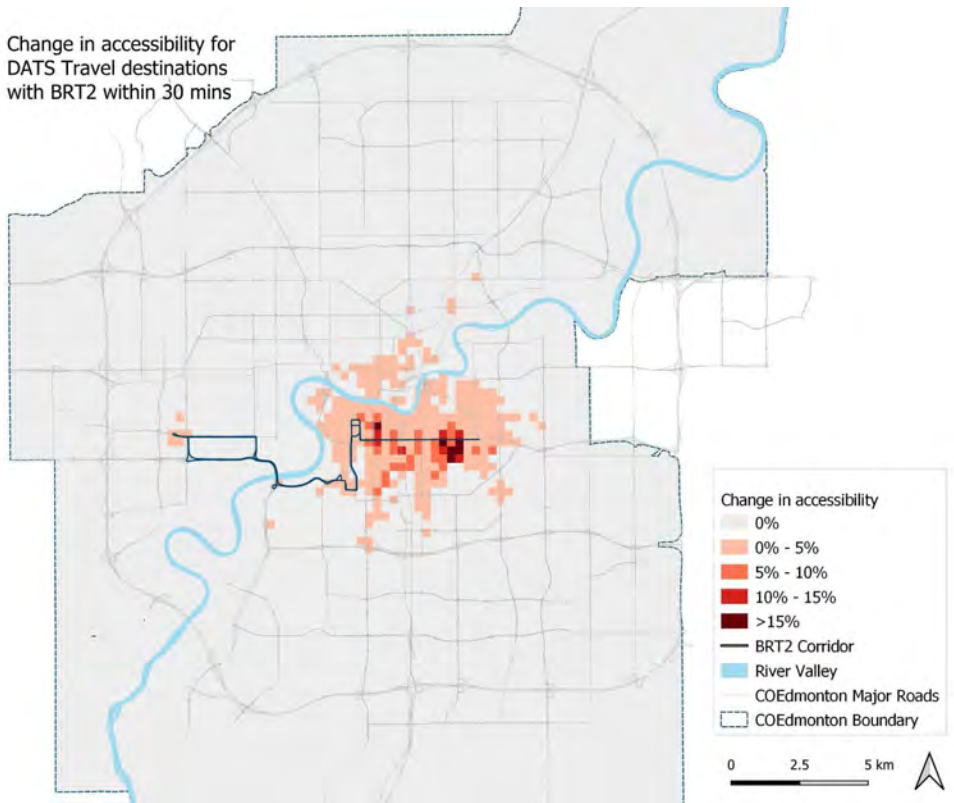 Change in accessibility for
DATS Travel destinations
with BRT2 within 30 mins
Change in accessibility
0%
0% - 5%
5% - 10%
10% - 15%
>15%
BRT2 Corridor
River Valley
COEdmonton Major Roads
COEdmonton Boundary
0 2.5 5 km